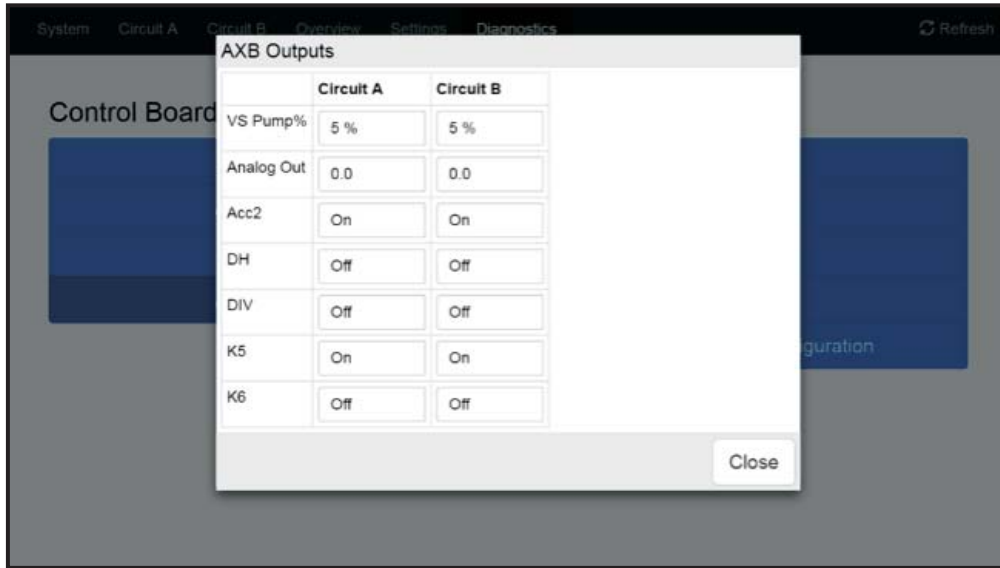 System Circuit A Circuit B Overview Settings Diagnostics Refresh
AXB Outputs
Control Board
Circuit A Circuit B
VS Pump% 5 % 5 %
Analog Out 0.0 0.0
Acc2 On On
DH Off Off
DIV Off Off
K5 On On
guration
K6 Off Off
Close